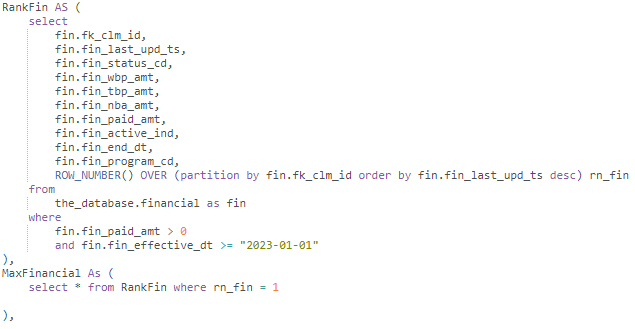 RankFin AS (
    select
        fin.fk_clm_id,
        fin.fin_last_upd_ts,
        fin.fin_status_cd,
        fin.fin_wbp_amt,
        fin.fin_tbp_amt,
        fin.fin_nba_amt,
        fin.fin_paid_amt,
        fin.fin_active_ind,
        fin.fin_end_dt,
        fin.fin_program_cd,
        ROW_NUMBER() OVER (partition by fin.fk_clm_id order by fin.fin_last_upd_ts desc) rn_fin
    from
        the_database.financial as fin
    where
        fin.fin_paid_amt > 0
        and fin.fin_effective_dt >= "2023-01-01"
),
MaxFinancial As (
    select * from RankFin where rn_fin = 1
),